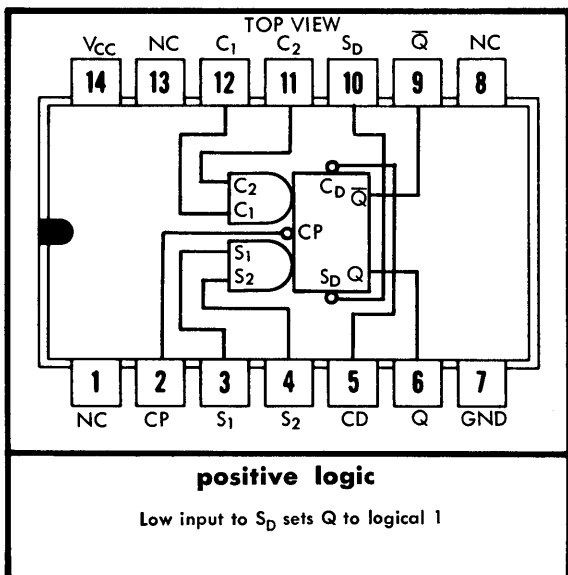 TOP VIEW
VCC NC C1 C2 SD Q̅ NC
14 13 12 11 10 9 8
C2 CD Q̅
C1
CP
S1
S2 SD Q
1 2 3 4 5 6 7
NC CP S1 S2 CD Q GND
positive logic
Low input to SD sets Q to logical 1